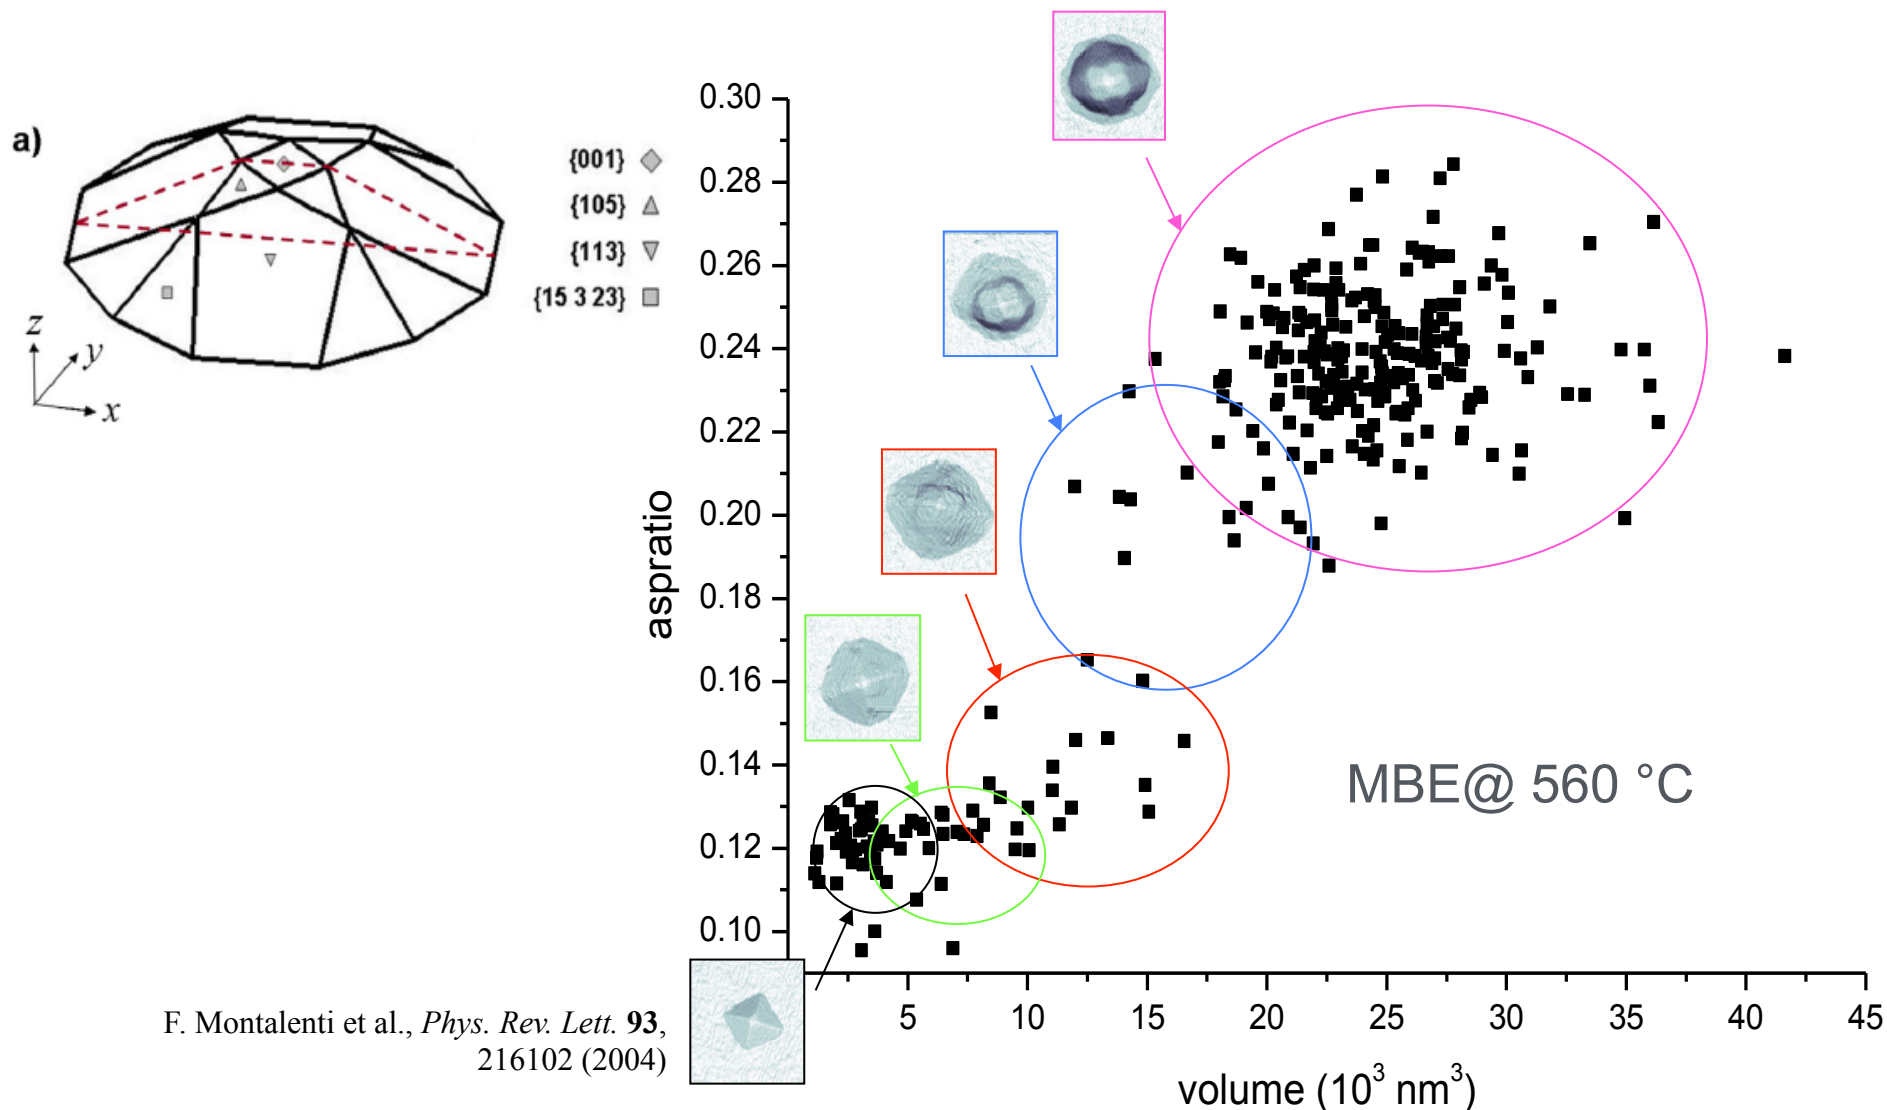 a)
{001}
{105}
{113}
{15 3 23}
z
y
x
0.30
0.28
0.26
0.24
0.22
0.20
0.18
0.16
0.14
0.12
0.10
aspratio
MBE@ 560 °C
5 10 15 20 25 30 35 40 45
volume (10³ nm³)
F. Montalenti et al., Phys. Rev. Lett. 93,
216102 (2004)